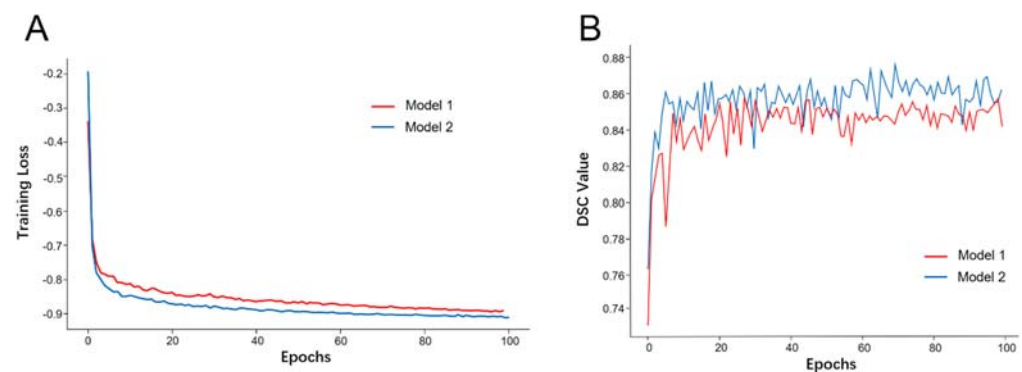 A
-0.2
-0.3
-0.4
-0.5
-0.6
-0.7
-0.8
-0.9
Training Loss
0
20
40
60
80
100
Epochs
Model 1
Model 2
B
0.88
0.86
0.84
0.82
0.80
0.78
0.76
0.74
DSC Value
0
20
40
60
80
100
Epochs
Model 1
Model 2